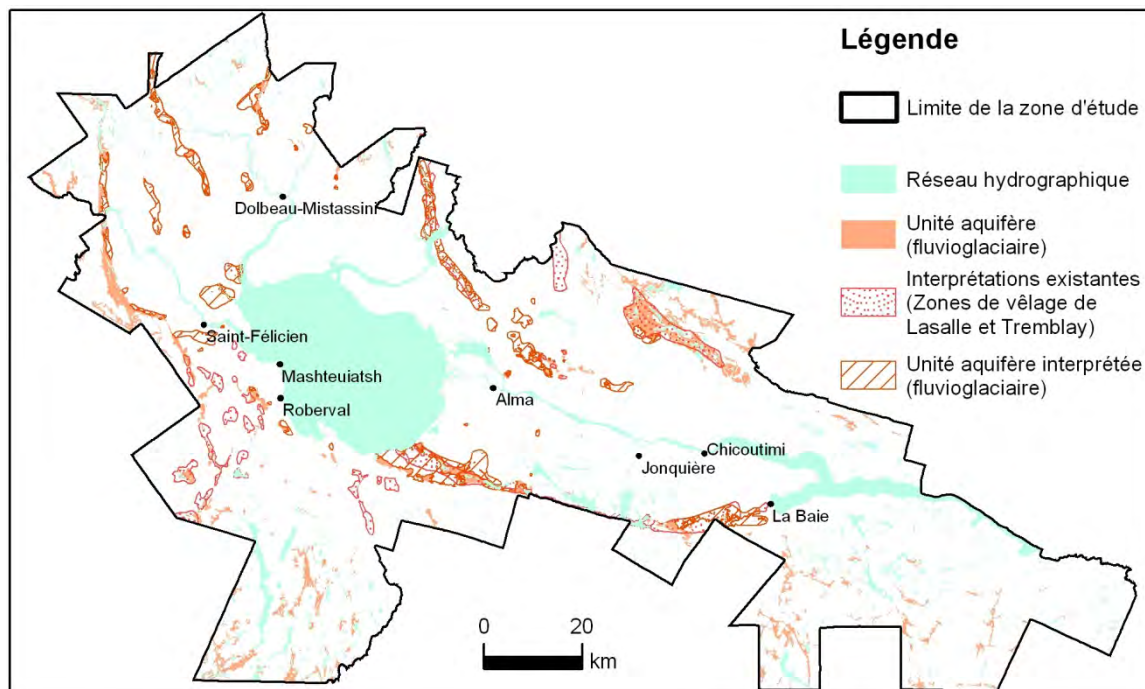 Légende
Limite de la zone d'étude
Réseau hydrographique
Unité aquifère
(fluvioglaciaire)
Interprétations existantes
(Zones de vêlage de
Lasalle et Tremblay)
Unité aquifère interprétée
(fluvioglaciaire)
Dolbeau-Mistassini
Saint-Félicien
Mashteuiatsh
Roberval
Alma
Chicoutimi
Jonquière
La Baie
0 20
km